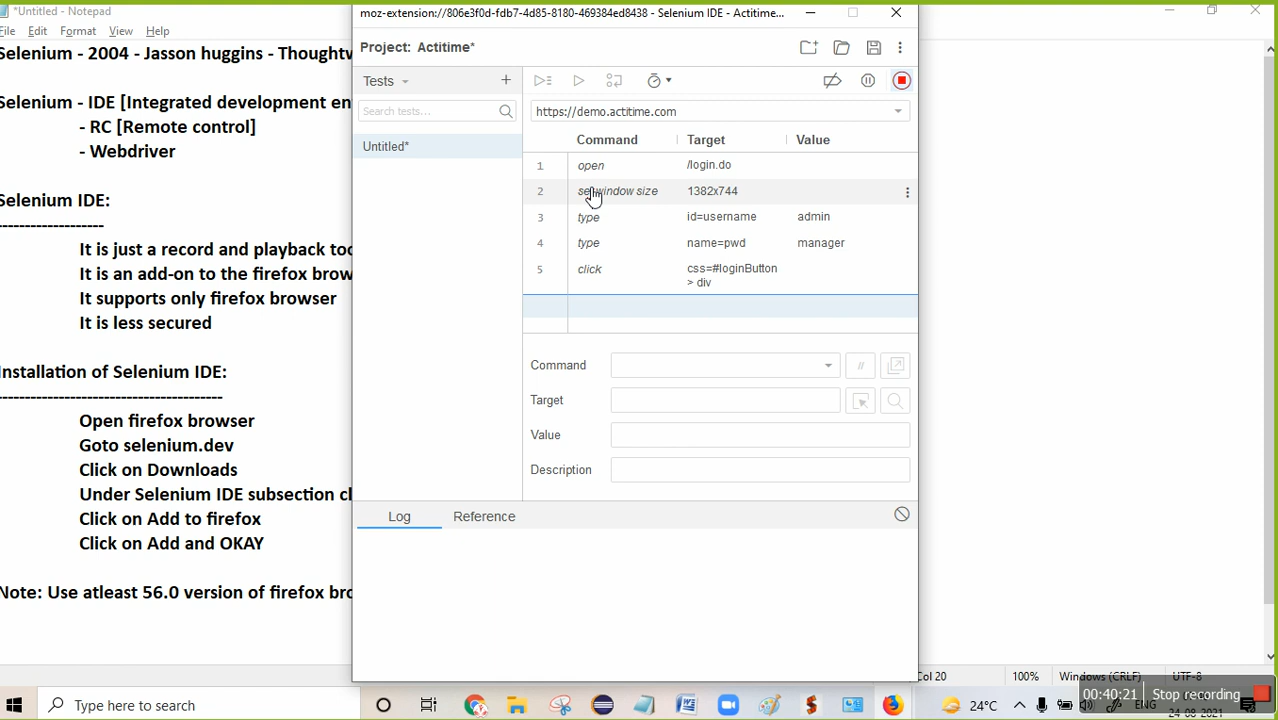 *Untitled - Notepad
File Edit Format View Help
Selenium - 2004 - Jasson huggins - Thoughtv
Selenium - IDE [Integrated development en
- RC [Remote control]
- Webdriver
Selenium IDE:
-------------------
It is just a record and playback too
It is an add-on to the firefox brow
It supports only firefox browser
It is less secured
Installation of Selenium IDE:
----------------------------------------
Open firefox browser
Goto selenium.dev
Click on Downloads
Under Selenium IDE subsection cl
Click on Add to firefox
Click on Add and OKAY
Note: Use atleast 56.0 version of firefox bro
moz-extension://806e3f0d-fdb7-4d85-8180-469384ed8438 - Selenium IDE - Actitime...
Project: Actitime*
Tests
Search tests...
Untitled*
https://demo.actitime.com
Command Target Value
1 open /login.do
2 set window size 1382x744
3 type id=username admin
4 type name=pwd manager
5 click css=#loginButton
> div
Command
//
Target
Value
Description
Log Reference
Col 20 100% Windows (CRLF) UTF-8
Type here to search
24°C
ENG
24-08-2021
00:40:21 Stop recording